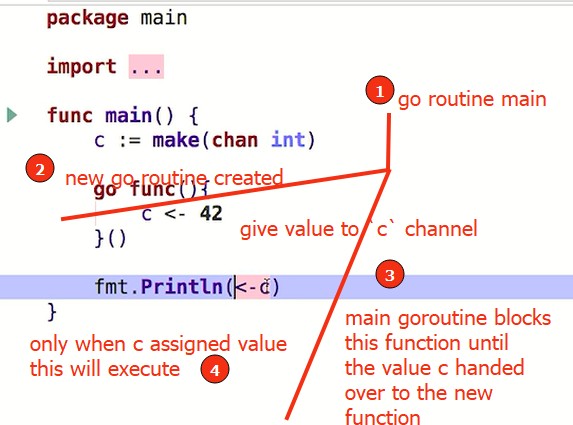 package main
import ...
1 go routine main
func main() {
c := make(chan int)
2 new go routine created
go func(){
c <- 42
give value to `c` channel
}()
3
fmt.Println(<-c)
}
main goroutine blocks
this function until
the value c handed
over to the new
function
only when c assigned value
this will execute 4